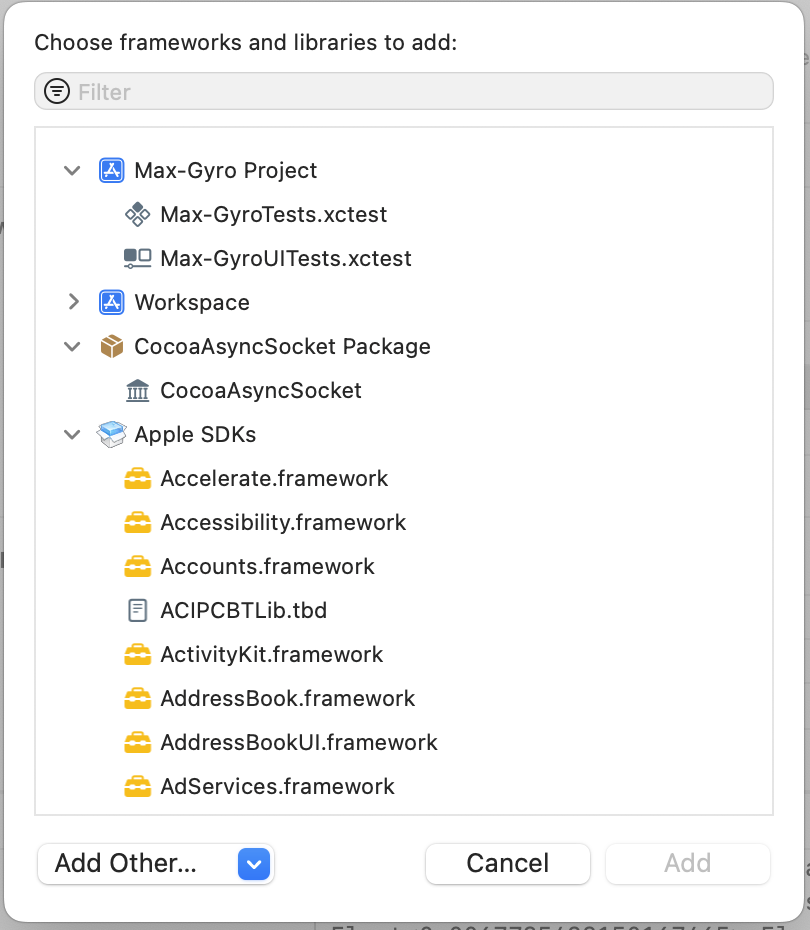 Choose frameworks and libraries to add:
Filter
Max-Gyro Project
Max-GyroTests.xctest
Max-GyroUITests.xctest
Workspace
CocoaAsyncSocket Package
CocoaAsyncSocket
Apple SDKs
Accelerate.framework
Accessibility.framework
Accounts.framework
ACIPCBTLib.tbd
ActivityKit.framework
AddressBook.framework
AddressBookUI.framework
AdServices.framework
Add Other...
Cancel
Add